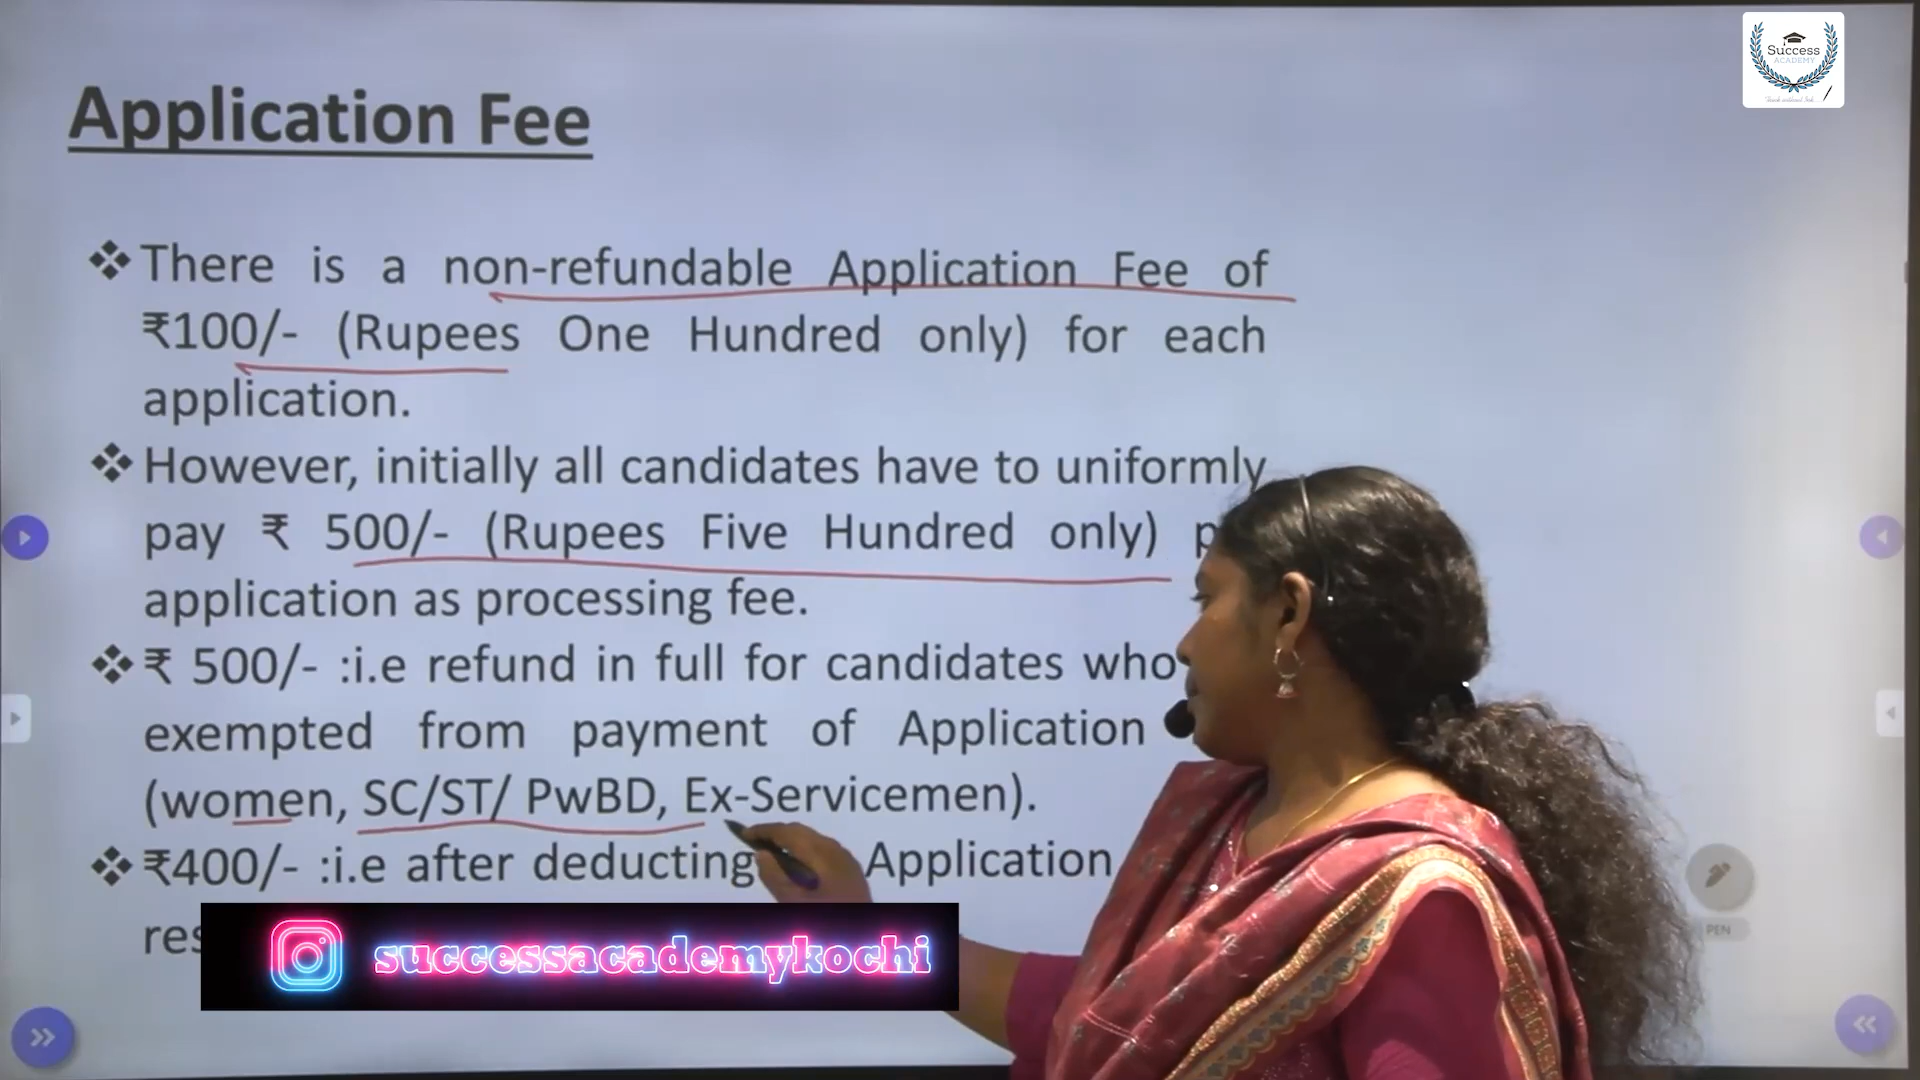 Success
ACADEMY
Application Fee
❖There is a non-refundable Application Fee of
₹100/- (Rupees One Hundred only) for each
application.
❖However, initially all candidates have to uniformly
pay ₹ 500/- (Rupees Five Hundred only)
application as processing fee.
❖₹ 500/- :i.e refund in full for candidates who
exempted from payment of Application
(women, SC/ST/ PwBD, Ex-Servicemen).
❖₹400/- :i.e after deducting Application
successacademykochi
PEN